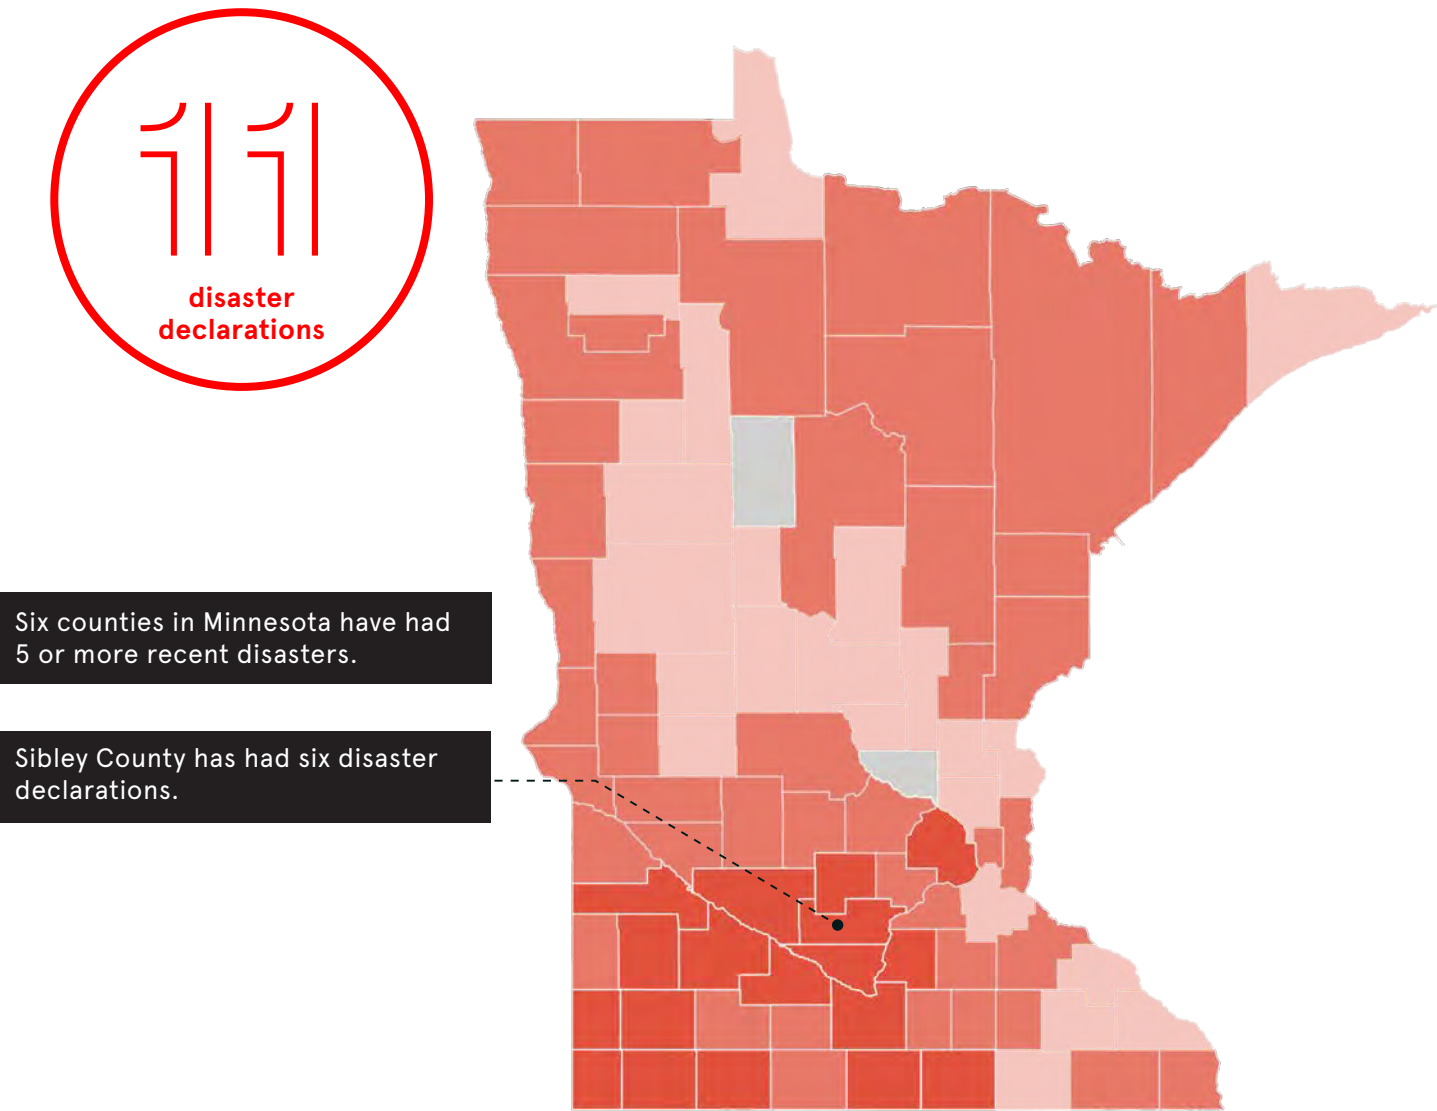 11
disaster
declarations
Six counties in Minnesota have had
5 or more recent disasters.
Sibley County has had six disaster
declarations.